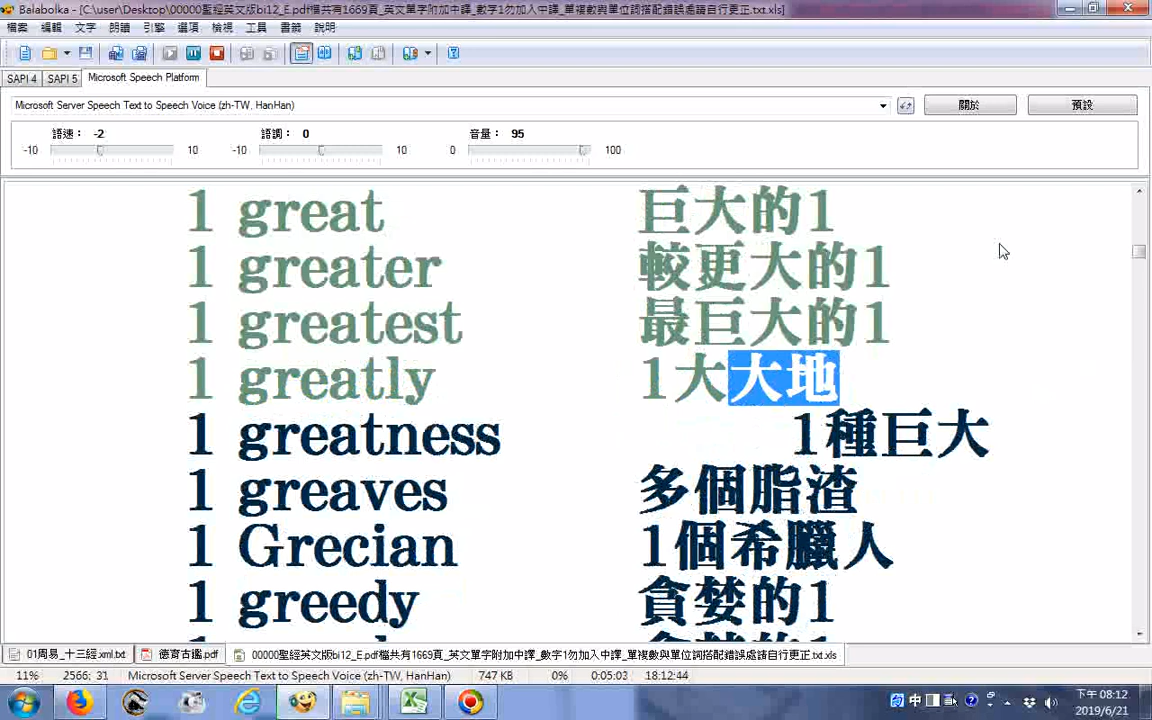 Balabolka - [C:\user\Desktop\00000聖經英文版bi12_E.pdf檔共有1669頁_英文單字附加中譯_數字1勿加入中譯_單複數與單位詞搭配錯誤處請自行更正.txt.xls]
檔案 編輯 文字 朗讀 引擎 選項 檢視 工具 書籤 說明
SAPI 4 SAPI 5 Microsoft Speech Platform
Microsoft Server Speech Text to Speech Voice (zh-TW, HanHan) 關於 預設
語速: -2 語調: 0 音量: 95
-10 10 -10 10 0 100
1 great 巨大的1
1 greater 較更大的1
1 greatest 最巨大的1
1 greatly 1大大地
1 greatness 1種巨大
1 greaves 多個脂渣
1 Grecian 1個希臘人
1 greedy 貪婪的1
01周易_十三經.xml.txt 德育古鑑.pdf 00000聖經英文版bi12_E.pdf檔共有1669頁_英文單字附加中譯_數字1勿加入中譯_單複數與單位詞搭配錯誤處請自行更正.txt.xls
11% 2566; 31 Microsoft Server Speech Text to Speech Voice (zh-TW, HanHan) 747 KB 0% 0:05:03 18:12:44
中 下午 08:12
2019/6/21